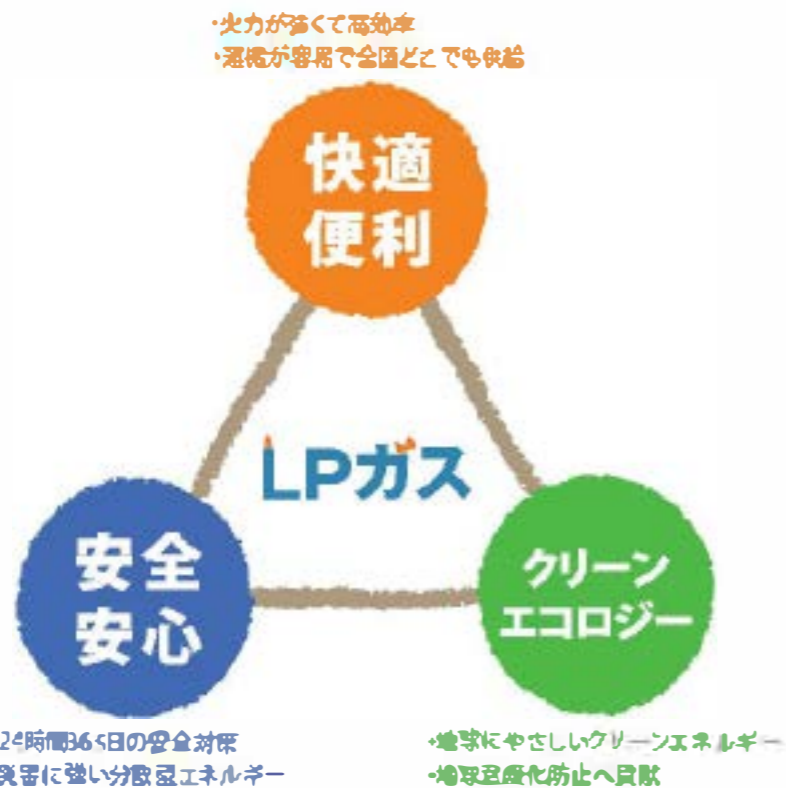 ・火力が強くて高効率
・運搬が容易で全国どこでも供給
快適
便利
LPガス
安全
安心
クリーン
エコロジー
24時間365日の安全対策
災害に強い分散型エネルギー
・地球にやさしいクリーンエネルギー
・地球温暖化防止へ貢献